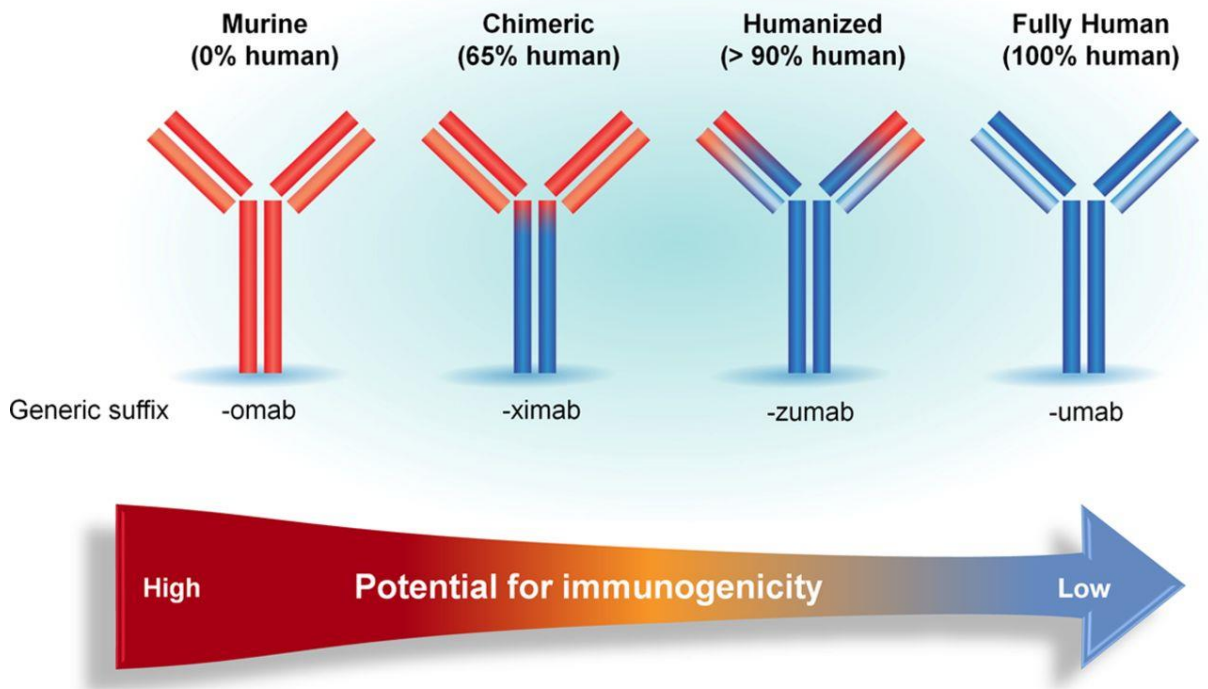 Murine
(0% human)
Chimeric
(65% human)
Humanized
(> 90% human)
Fully Human
(100% human)
Generic suffix
-omab
-ximab
-zumab
-umab
High
Potential for immunogenicity
Low